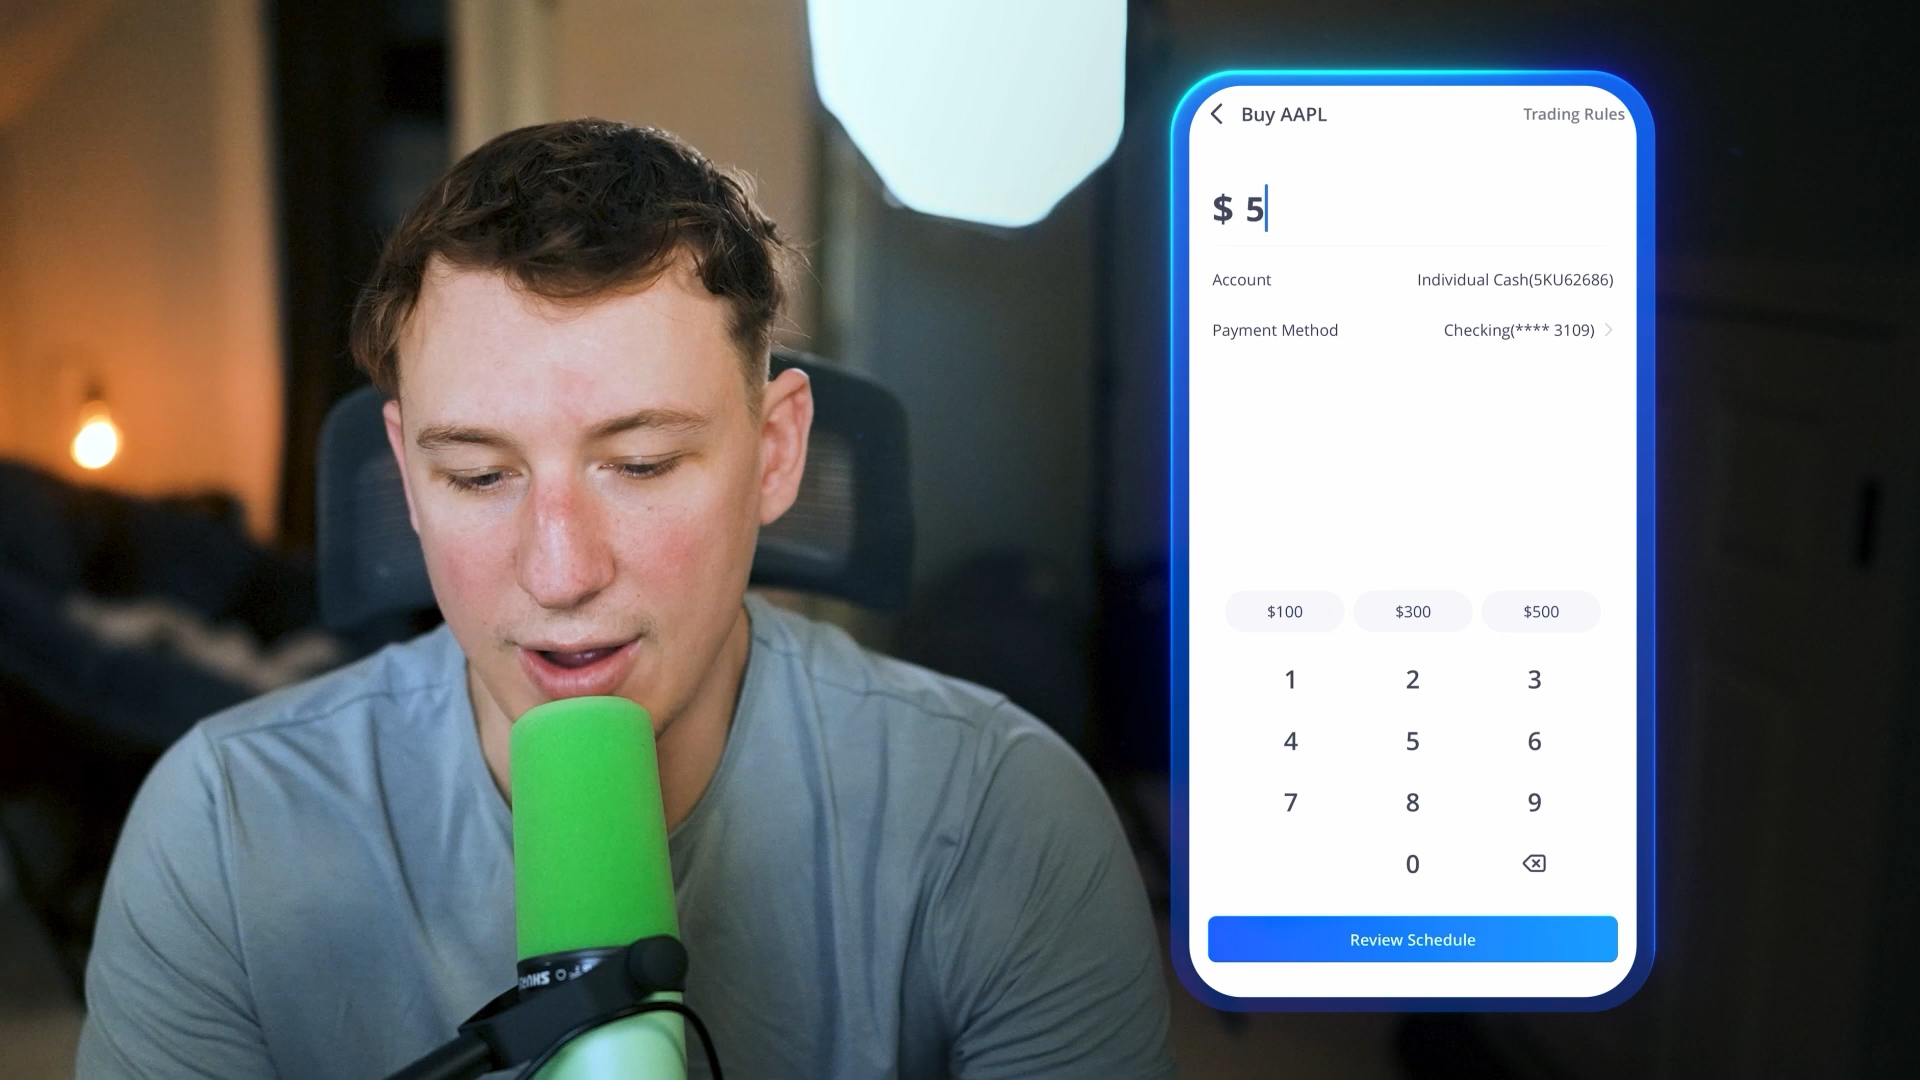 Buy AAPL
Trading Rules
$ 5
Account
Individual Cash(5KU62686)
Payment Method
Checking(**** 3109)
$100 $300 $500
1 2 3
4 5 6
7 8 9
0
Review Schedule
SHURE